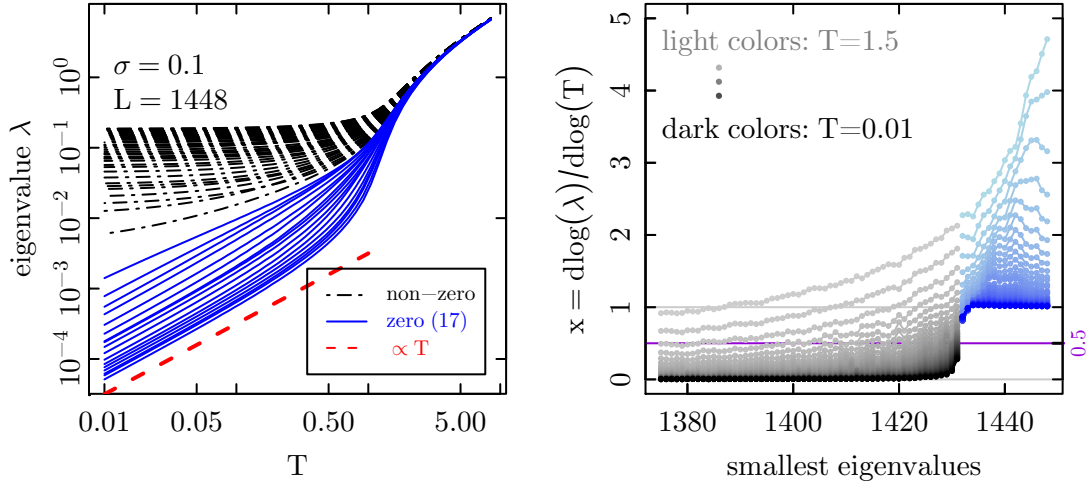 eigenvalue λ
10⁰
10⁻¹
10⁻²
10⁻³
10⁻⁴
σ = 0.1
L = 1448
non−zero
zero (17)
∝ T
0.01
0.05
0.50
5.00
T
x = dlog(λ)/dlog(T)
5
4
3
2
1
0
light colors: T=1.5
dark colors: T=0.01
0.5
1380
1400
1420
1440
smallest eigenvalues